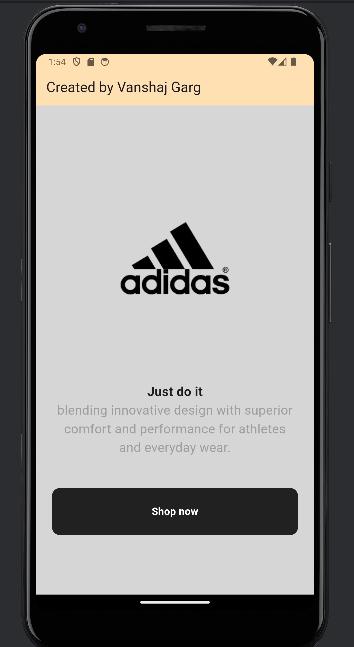 1:54
Created by Vanshaj Garg
adidas®
Just do it
blending innovative design with superior
comfort and performance for athletes
and everyday wear.
Shop now